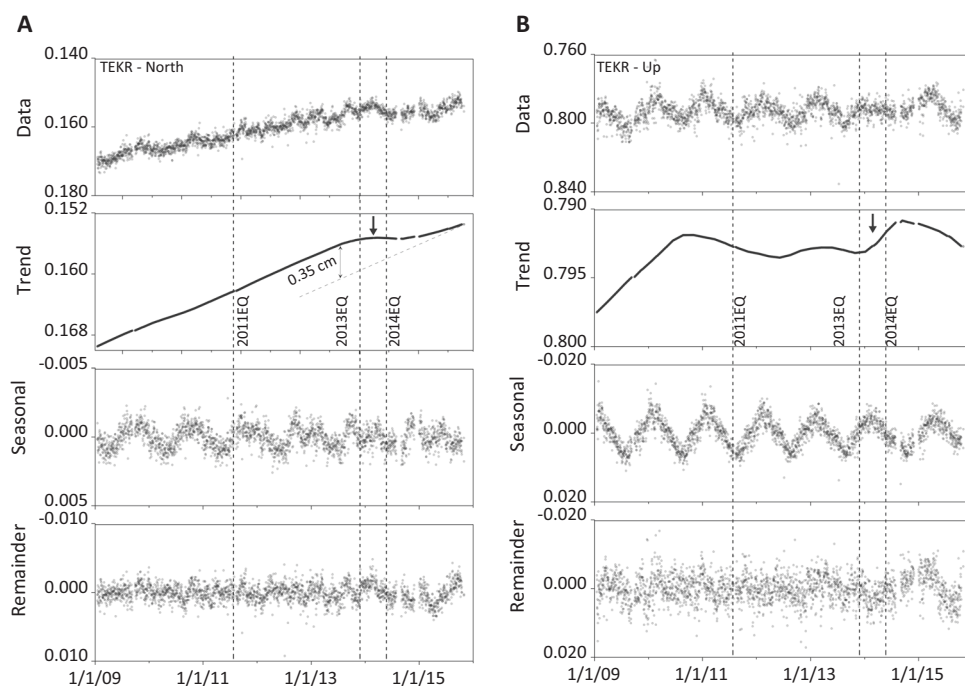 A
TEKR - North
Data
0.140
0.160
0.180
Trend
0.152
0.160
0.168
0.35 cm
2011EQ
2013EQ
2014EQ
Seasonal
-0.005
0.000
0.005
Remainder
-0.010
0.000
0.010
1/1/09
1/1/11
1/1/13
1/1/15
B
TEKR - Up
Data
0.760
0.800
0.840
Trend
0.790
0.795
0.800
2011EQ
2013EQ
2014EQ
Seasonal
-0.020
0.000
0.020
Remainder
-0.020
0.000
0.020
1/1/09
1/1/11
1/1/13
1/1/15